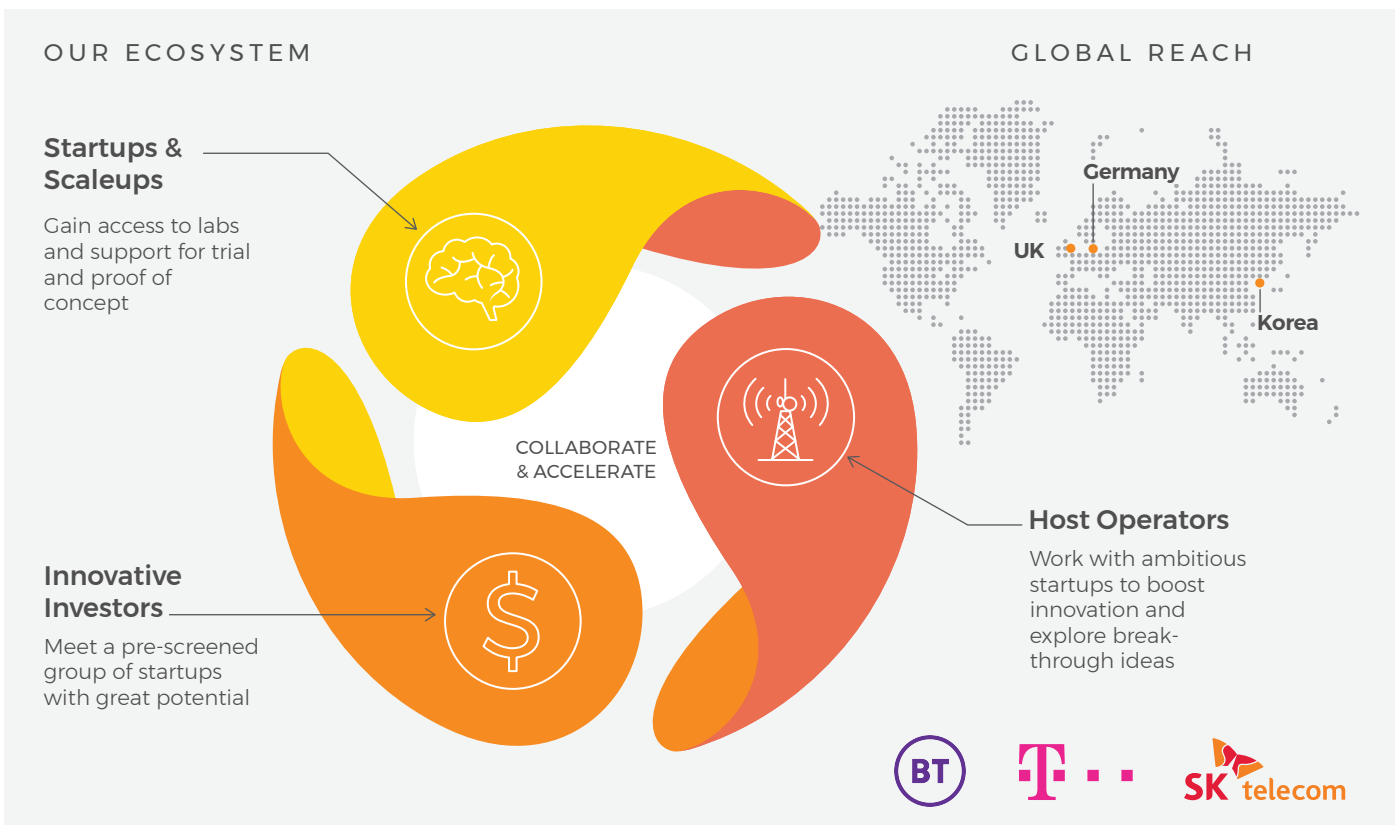 OUR ECOSYSTEM
GLOBAL REACH
Startups &
Scaleups
Gain access to labs
and support for trial
and proof of
concept
Germany
UK
Korea
COLLABORATE
& ACCELERATE
Host Operators
Work with ambitious
startups to boost
innovation and
explore break-
through ideas
Innovative
Investors
Meet a pre-screened
group of startups
with great potential
$
BT
T
SK telecom